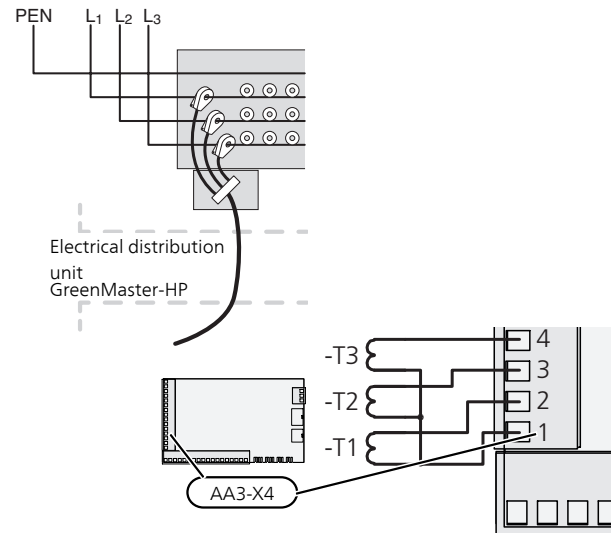 PEN L₁ L₂ L₃
Electrical distribution
unit
GreenMaster-HP
4
-T3
3
-T2
2
-T1
1
AA3-X4